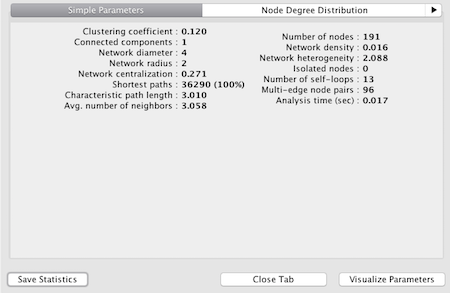 Simple Parameters
Node Degree Distribution
Clustering coefficient : 0.120
Connected components : 1
Network diameter : 4
Network radius : 2
Network centralization : 0.271
Shortest paths : 36290 (100%)
Characteristic path length : 3.010
Avg. number of neighbors : 3.058
Number of nodes : 191
Network density : 0.016
Network heterogeneity : 2.088
Isolated nodes : 0
Number of self-loops : 13
Multi-edge node pairs : 96
Analysis time (sec) : 0.017
Save Statistics
Close Tab
Visualize Parameters